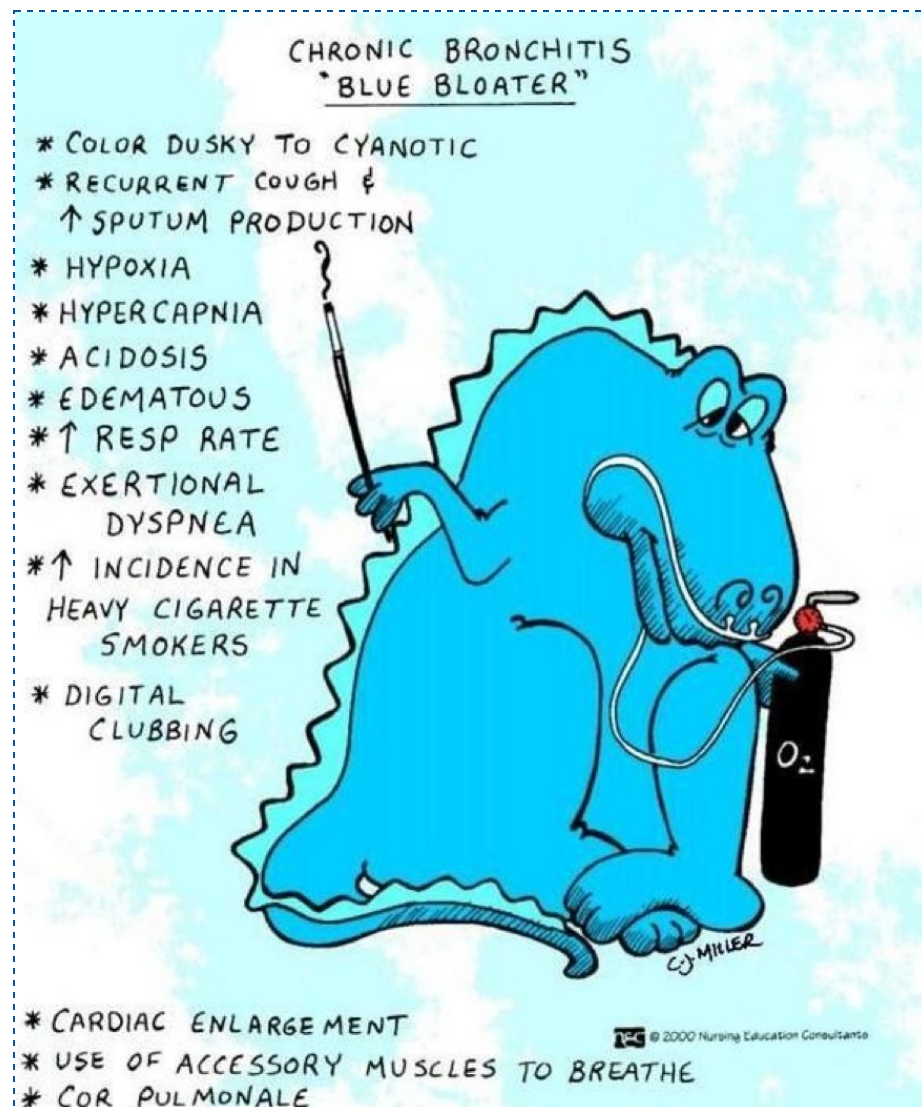 CHRONIC BRONCHITIS
"BLUE BLOATER"
* COLOR DUSKY TO CYANOTIC
* RECURRENT COUGH &
↑ SPUTUM PRODUCTION
* HYPOXIA
* HYPERCAPNIA
* ACIDOSIS
* EDEMATOUS
* ↑ RESP RATE
* EXERTIONAL
DYSPNEA
* ↑ INCIDENCE IN
HEAVY CIGARETTE
SMOKERS
* DIGITAL
CLUBBING
O₂
C.J. MILLER
* CARDIAC ENLARGEMENT
nec © 2000 Nursing Education Consultants
* USE OF ACCESSORY MUSCLES TO BREATHE
* COR PULMONALE